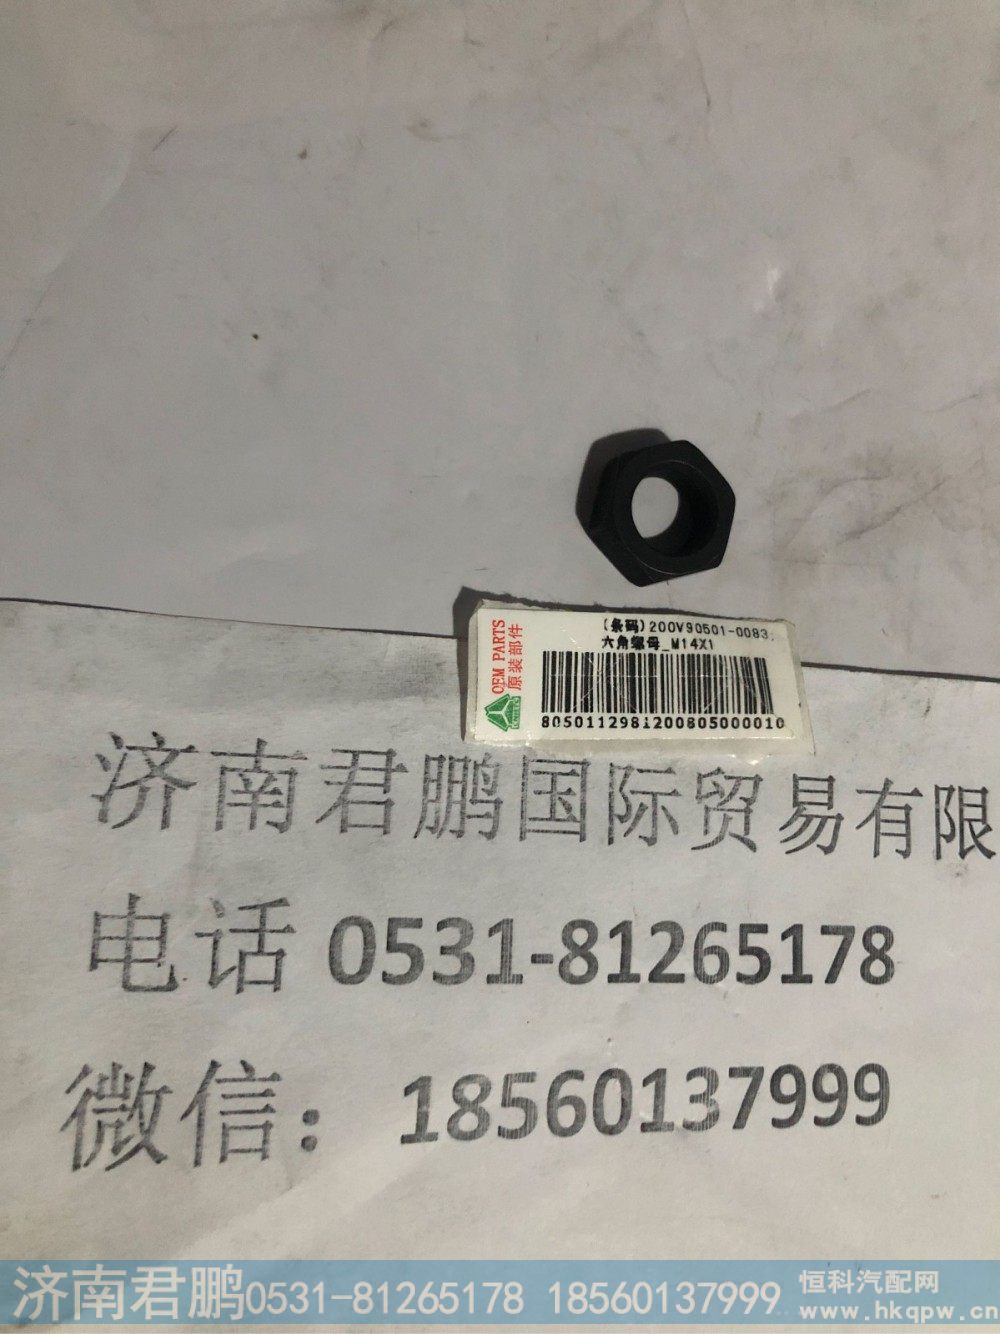 (条码)200V90501-0083
六角螺母_M14X1
OEM PARTS
原装部件
8050112981200805000010
济南君鹏国际贸易有限
电话 0531-81265178
微信：18560137999
济南君鹏0531-81265178 18560137999
恒科汽配网
www.hkqpw.cn